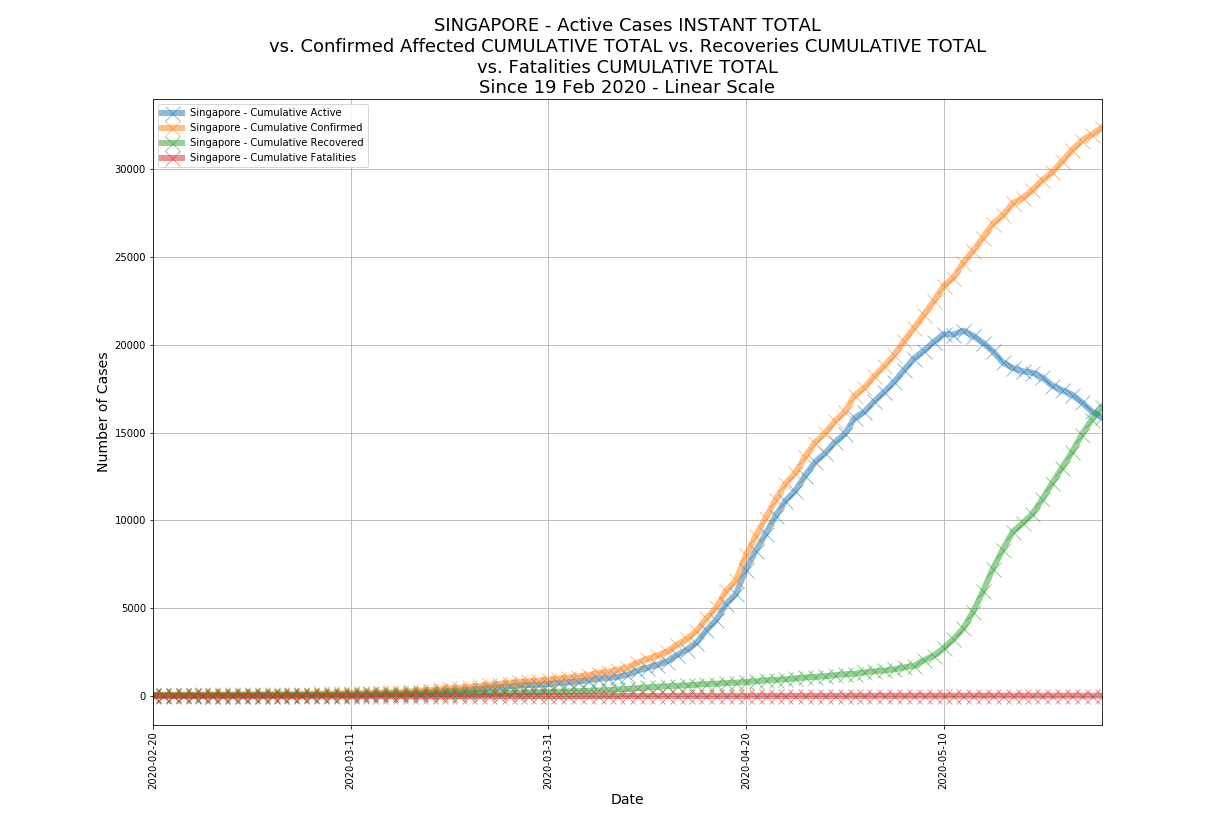 SINGAPORE - Active Cases INSTANT TOTAL
vs. Confirmed Affected CUMULATIVE TOTAL vs. Recoveries CUMULATIVE TOTAL
vs. Fatalities CUMULATIVE TOTAL
Since 19 Feb 2020 - Linear Scale
Singapore - Cumulative Active
Singapore - Cumulative Confirmed
Singapore - Cumulative Recovered
Singapore - Cumulative Fatalities
30000
25000
20000
15000
10000
5000
0
Number of Cases
2020-02-20
2020-03-11
2020-03-31
2020-04-20
2020-05-10
Date